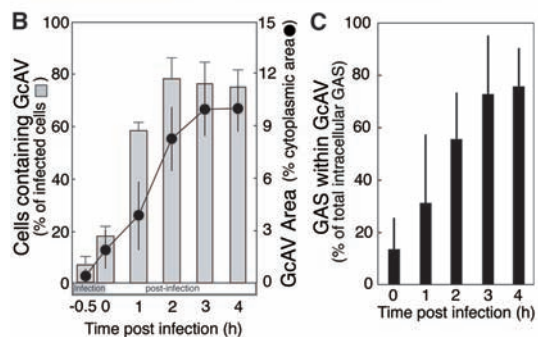 B
100
80
60
40
20
0
Cells containing GcAV
(% of infected cells)
15
12
9
6
3
0
GcAV Area (% cytoplasmic area)
infection
post-infection
-0.5 0 1 2 3 4
Time post infection (h)
C
100
80
60
40
20
0
GAS within GcAV
(% of total intracellular GAS)
0 1 2 3 4
Time post infection (h)